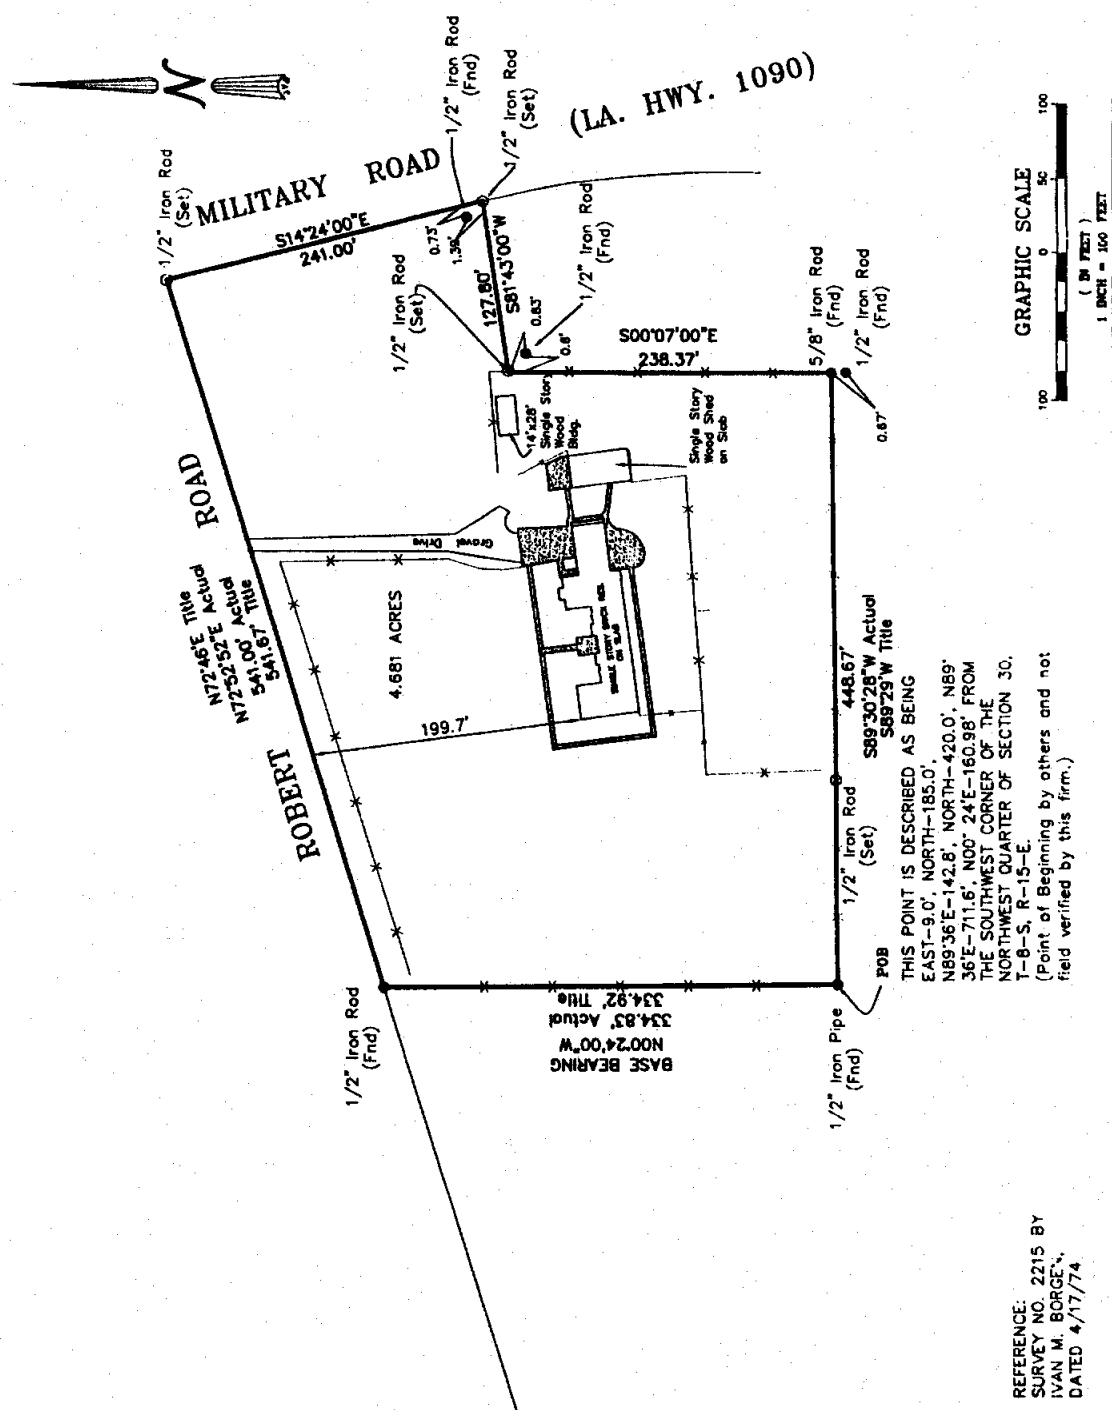 1/2" Iron Rod
(Set)
MILITARY ROAD
S14°24'00"E
241.00'
1/2" Iron Rod
(Fnd)
1/2" Iron Rod
(Set)
(LA. HWY. 1090)
0.73'
1.39'
127.80'
S81°43'00"W
1/2" Iron Rod
(Set)
0.83'
0.6'
1/2" Iron Rod
(Fnd)
S00°07'00"E
238.37'
5/8" Iron Rod
(Fnd)
1/2" Iron Rod
(Fnd)
0.67'
14'x28'
Single Story
Wood
Bldg.
Single Story
Wood Shed
on Slab
Gravel
Drive
ROBERT ROAD
N72°46'E Title
N72°52'52"E Actual
541.00' Actual
541.67' Title
4.681 ACRES
199.7'
SINGLE STORY BRICK RES.
ON SLAB
448.67'
S89°30'28"W Actual
S89°29'W Title
1/2" Iron Rod
(Set)
1/2" Iron Rod
(Fnd)
BASE BEARING
N00°24'00"W
334.83' Actual
334.92' Title
1/2" Iron Pipe
(Fnd)
POB
THIS POINT IS DESCRIBED AS BEING
EAST-9.0', NORTH-185.0',
N89°36'E-142.8', NORTH-420.0', N89°
36'E-711.6', N00° 24'E-160.98' FROM
THE SOUTHWEST CORNER OF THE
NORTHWEST QUARTER OF SECTION 30,
T-8-S, R-15-E.
(Point of Beginning by others and not
field verified by this firm.)
GRAPHIC SCALE
100 0 50 100
( IN FEET )
1 INCH = 100 FEET
REFERENCE:
SURVEY NO. 2215 BY
IVAN M. BORGEN,
DATED 4/17/74